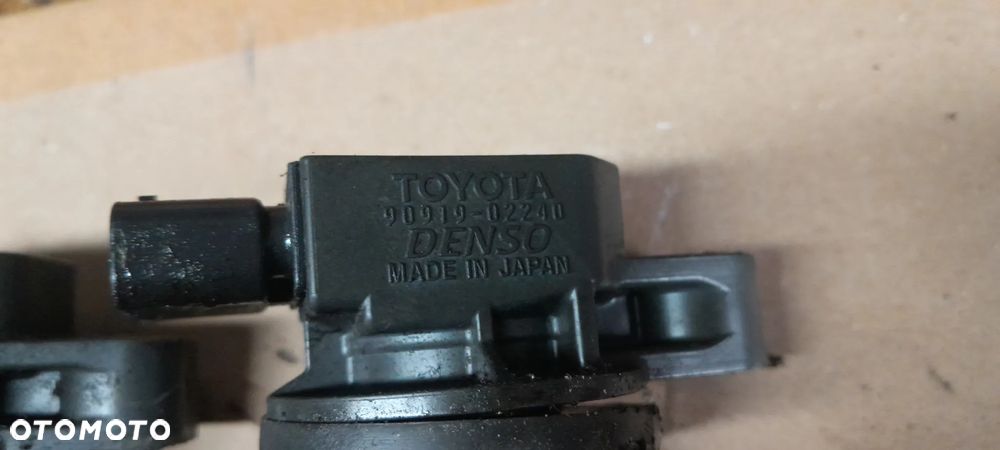 TOYOTA
90919-02240
DENSO
MADE IN JAPAN
OTOMOTO